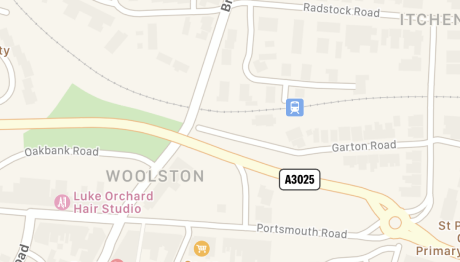 Radstock Road
ITCHEN
Garton Road
Oakbank Road
WOOLSTON
A3025
Luke Orchard
Hair Studio
Portsmouth Road
St P
Primary